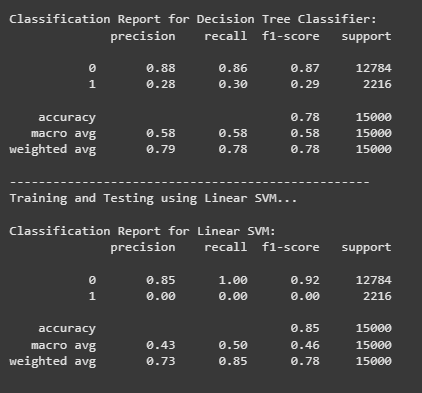 Classification Report for Decision Tree Classifier:
precision recall f1-score support
0 0.88 0.86 0.87 12784
1 0.28 0.30 0.29 2216
accuracy 0.78 15000
macro avg 0.58 0.58 0.58 15000
weighted avg 0.79 0.78 0.78 15000
--------------------------------------------------
Training and Testing using Linear SVM...
Classification Report for Linear SVM:
precision recall f1-score support
0 0.85 1.00 0.92 12784
1 0.00 0.00 0.00 2216
accuracy 0.85 15000
macro avg 0.43 0.50 0.46 15000
weighted avg 0.73 0.85 0.78 15000